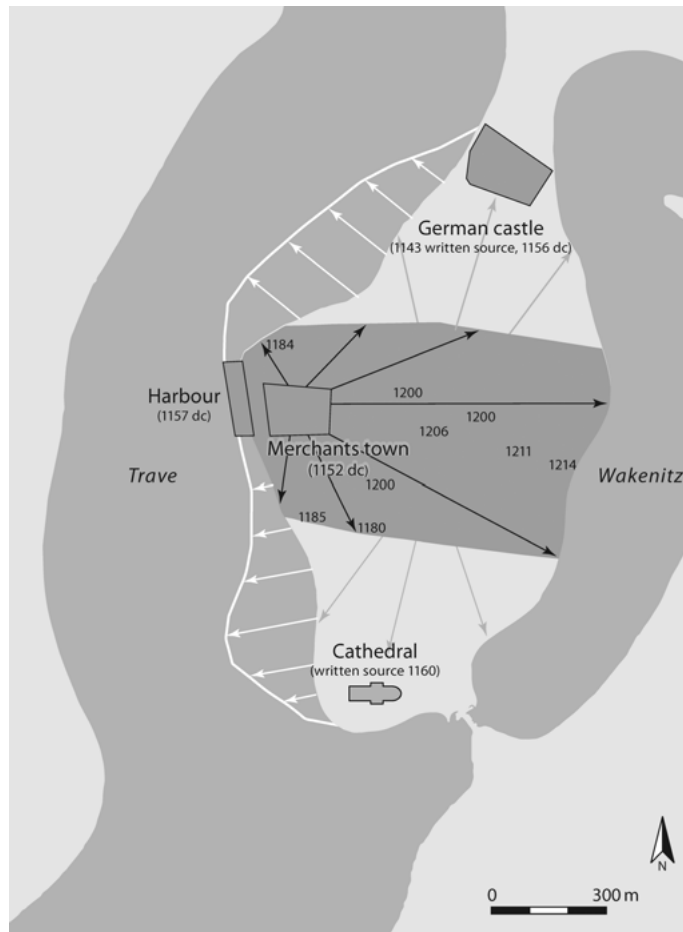 German castle
(1143 written source, 1156 dc)
1184
Harbour
(1157 dc)
1200
1200
1206
Merchants town
(1152 dc)
1211
1214
Trave
Wakenitz
1200
1185
1180
Cathedral
(written source 1160)
N
0 300 m